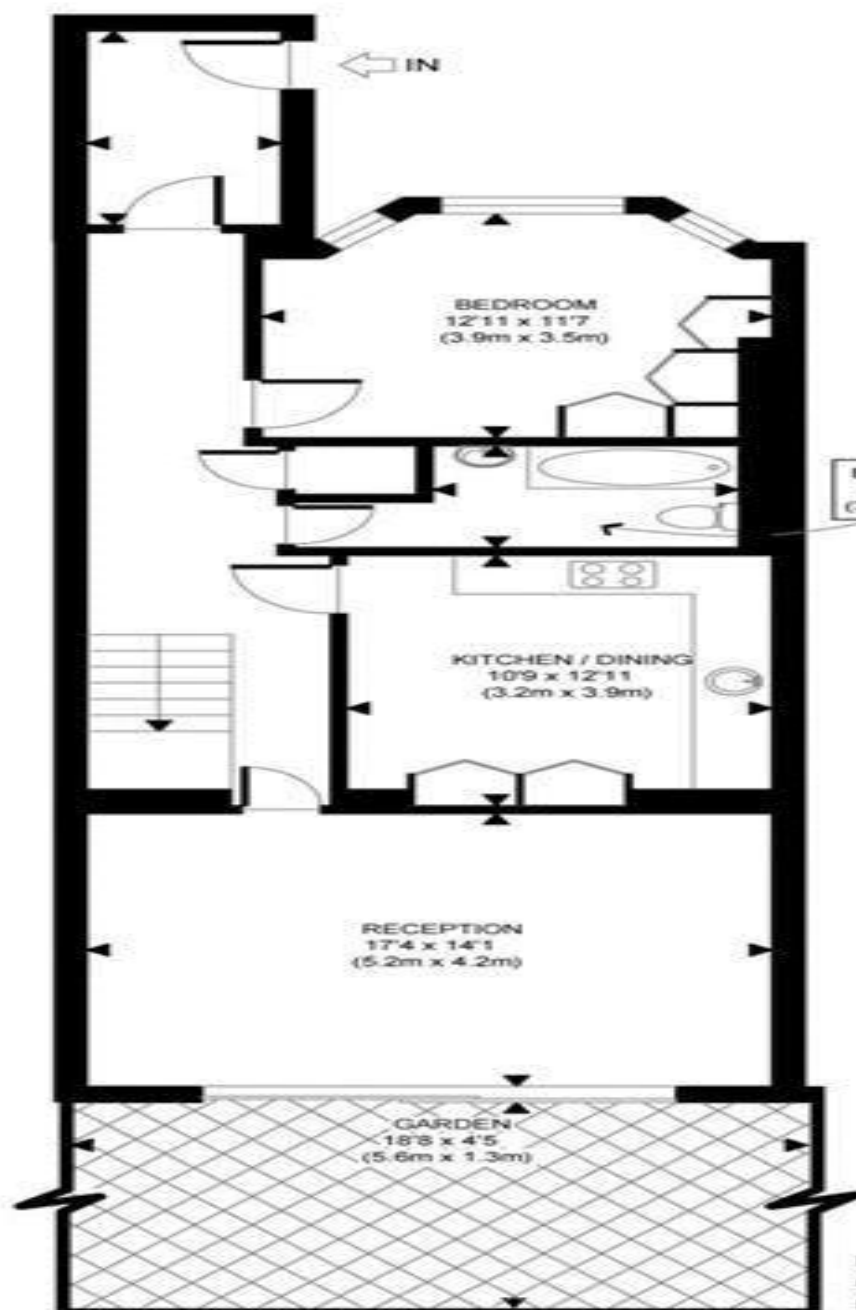 IN
BEDROOM
12'11 x 11'7
(3.9m x 3.5m)
KITCHEN / DINING
10'9 x 12'11
(3.2m x 3.9m)
RECEPTION
17'4 x 14'1
(5.2m x 4.2m)
GARDEN
18'8 x 4'5
(5.6m x 1.3m)